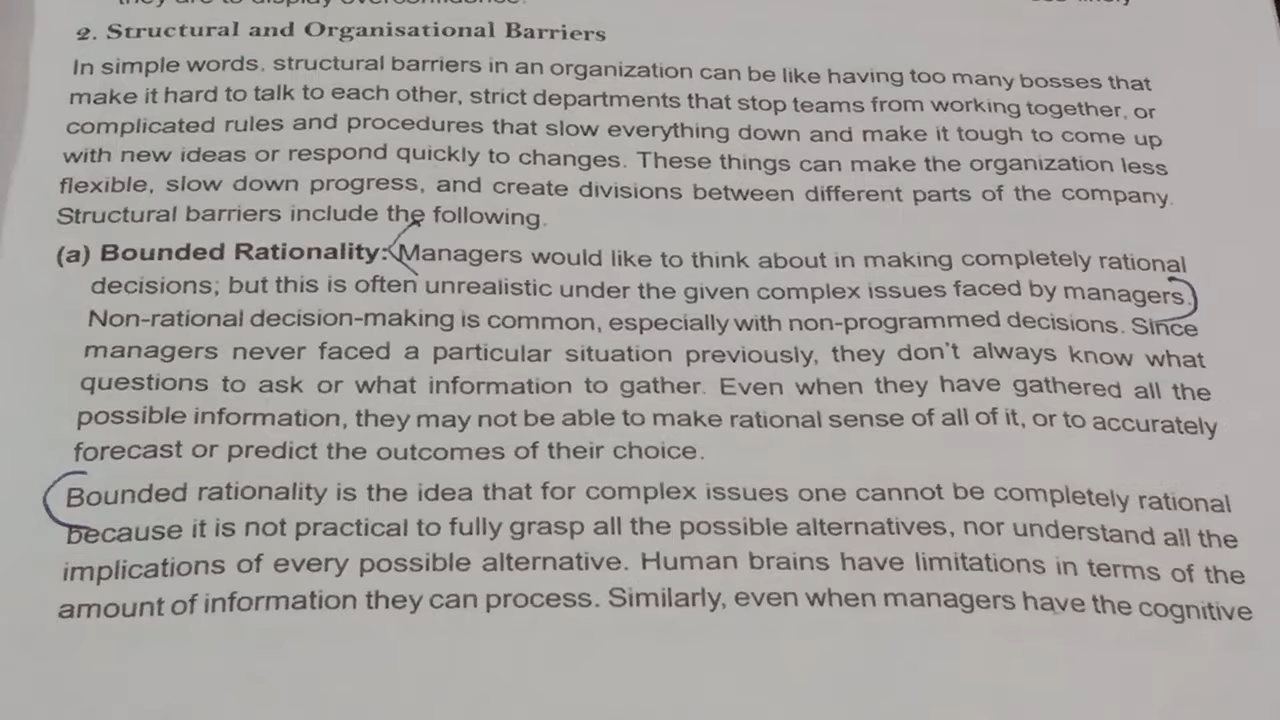 2. Structural and Organisational Barriers
In simple words, structural barriers in an organization can be like having too many bosses that
make it hard to talk to each other, strict departments that stop teams from working together, or
complicated rules and procedures that slow everything down and make it tough to come up
with new ideas or respond quickly to changes. These things can make the organization less
flexible, slow down progress, and create divisions between different parts of the company.
Structural barriers include the following.
(a) Bounded Rationality: Managers would like to think about in making completely rational
decisions; but this is often unrealistic under the given complex issues faced by managers.
Non-rational decision-making is common, especially with non-programmed decisions. Since
managers never faced a particular situation previously, they don't always know what
questions to ask or what information to gather. Even when they have gathered all the
possible information, they may not be able to make rational sense of all of it, or to accurately
forecast or predict the outcomes of their choice.
Bounded rationality is the idea that for complex issues one cannot be completely rational
because it is not practical to fully grasp all the possible alternatives, nor understand all the
implications of every possible alternative. Human brains have limitations in terms of the
amount of information they can process. Similarly, even when managers have the cognitive